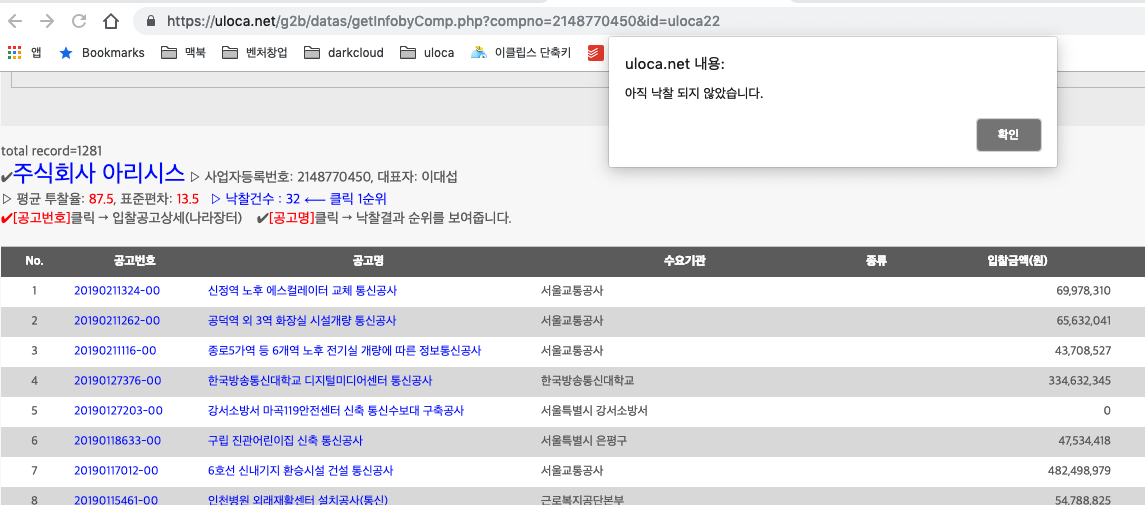 https://uloca.net/g2b/datas/getInfobyComp.php?compno=2148770450&id=uloca22
앱 Bookmarks 맥북 벤처창업 darkcloud uloca 이클립스 단축키
uloca.net 내용:
아직 낙찰 되지 않았습니다.
확인
total record=1281
✔주식회사 아리시스 ▷ 사업자등록번호: 2148770450, 대표자: 이대섭
▷ 평균 투찰율: 87.5, 표준편차: 13.5 ▷ 낙찰건수 : 32 ⟵ 클릭 1순위
✔[공고번호]클릭 → 입찰공고상세(나라장터) ✔[공고명]클릭 → 낙찰결과 순위를 보여줍니다.
No. 공고번호 공고명 수요기관 종류 입찰금액(원)
1 20190211324-00 신정역 노후 에스컬레이터 교체 통신공사 서울교통공사 69,978,310
2 20190211262-00 공덕역 외 3역 화장실 시설개량 통신공사 서울교통공사 65,632,041
3 20190211116-00 종로5가역 등 6개역 노후 전기실 개량에 따른 정보통신공사 서울교통공사 43,708,527
4 20190127376-00 한국방송통신대학교 디지털미디어센터 통신공사 한국방송통신대학교 334,632,345
5 20190127203-00 강서소방서 마곡119안전센터 신축 통신수보대 구축공사 서울특별시 강서소방서 0
6 20190118633-00 구립 진관어린이집 신축 통신공사 서울특별시 은평구 47,534,418
7 20190117012-00 6호선 신내기지 환승시설 건설 통신공사 서울교통공사 482,498,979
8 20190115461-00 인천병원 외래재활센터 설치공사(통신) 근로복지공단본부 54,788,825